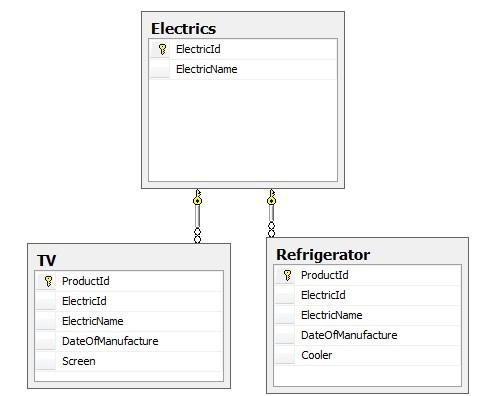 Electrics
ElectricId
ElectricName
TV
ProductId
ElectricId
ElectricName
DateOfManufacture
Screen
Refrigerator
ProductId
ElectricId
ElectricName
DateOfManufacture
Cooler